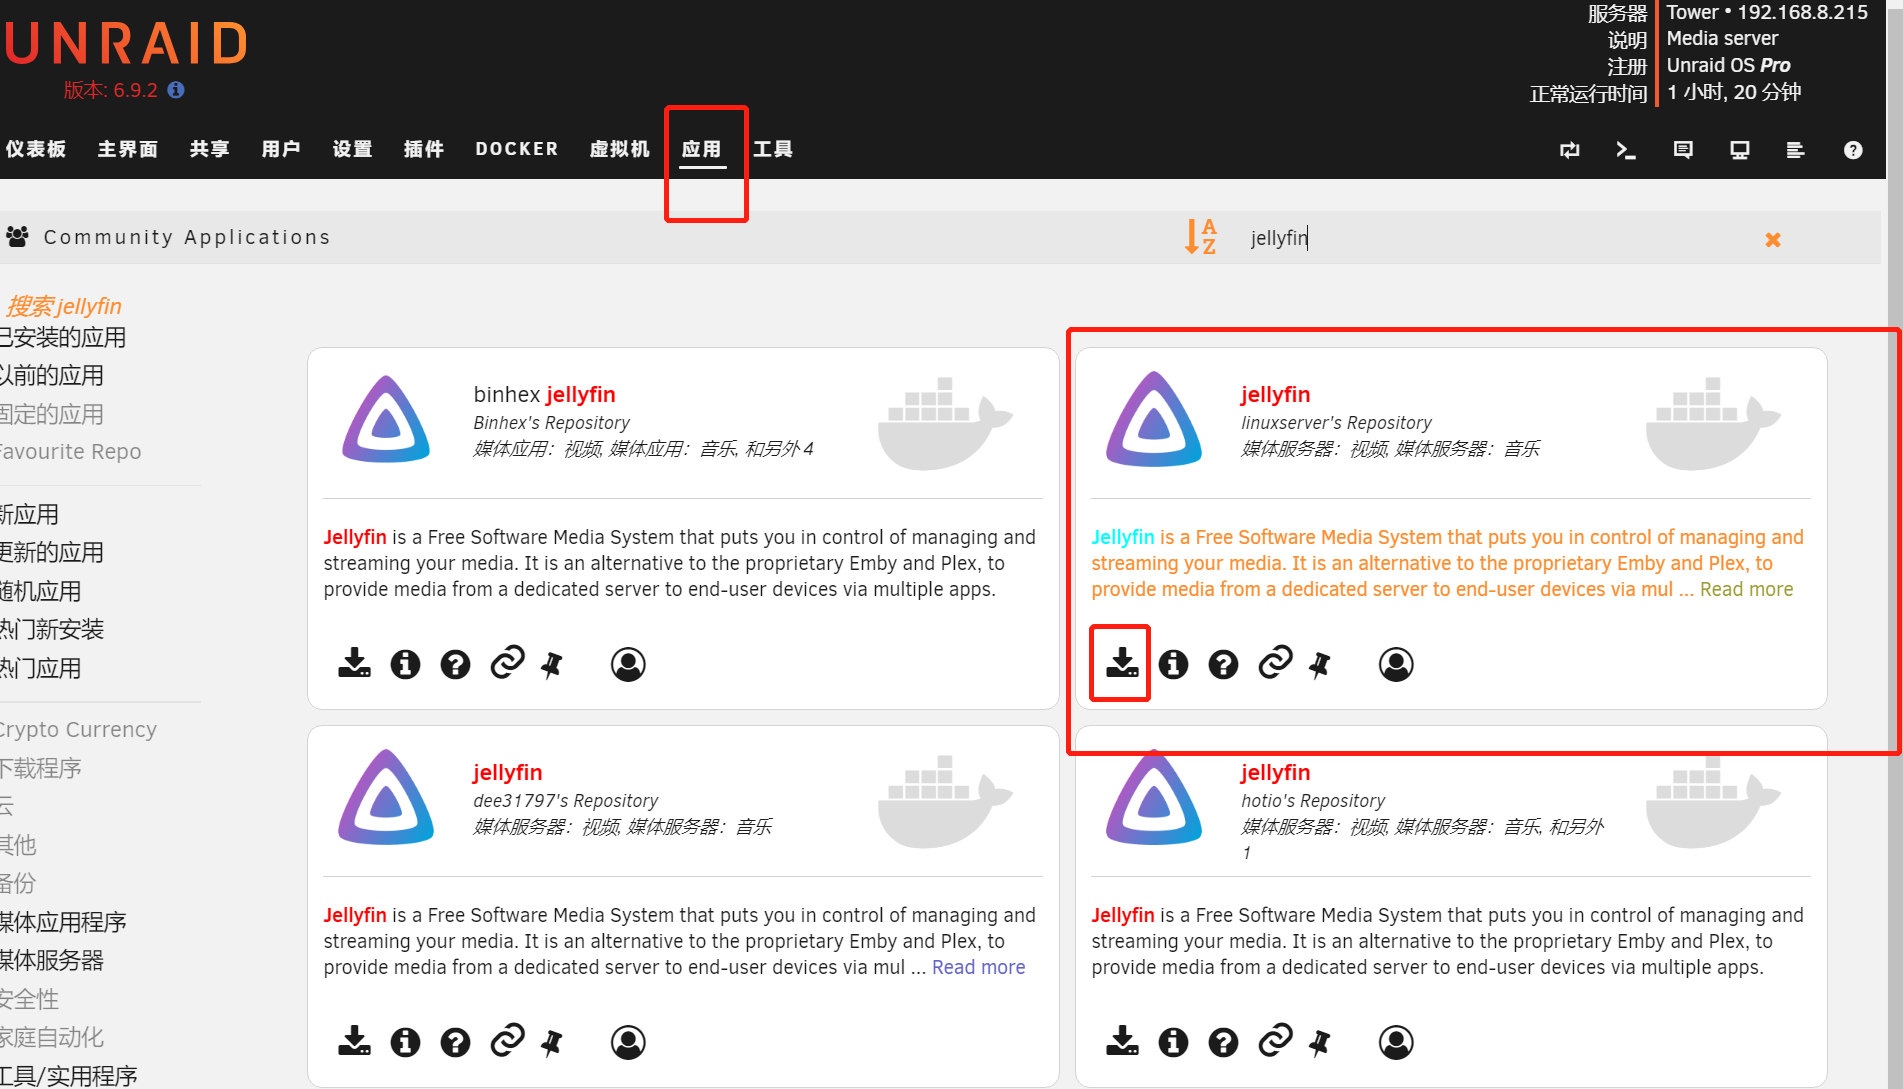 UNRAID
版本: 6.9.2
服务器 Tower • 192.168.8.215
说明 Media server
注册 Unraid OS Pro
正常运行时间 1 小时, 20 分钟
仪表板 主界面 共享 用户 设置 插件 DOCKER 虚拟机 应用 工具
Community Applications
A
Z
jellyfin
搜索 jellyfin
已安装的应用
以前的应用
固定的应用
Favourite Repo
新应用
更新的应用
随机应用
热门新安装
热门应用
Crypto Currency
下载程序
云
其他
备份
媒体应用程序
媒体服务器
安全性
家庭自动化
工具/实用程序
binhex jellyfin
Binhex's Repository
媒体应用：视频, 媒体应用：音乐, 和另外 4
Jellyfin is a Free Software Media System that puts you in control of managing and
streaming your media. It is an alternative to the proprietary Emby and Plex, to
provide media from a dedicated server to end-user devices via multiple apps.
jellyfin
linuxserver's Repository
媒体服务器：视频, 媒体服务器：音乐
Jellyfin is a Free Software Media System that puts you in control of managing and
streaming your media. It is an alternative to the proprietary Emby and Plex, to
provide media from a dedicated server to end-user devices via mul ... Read more
jellyfin
dee31797's Repository
媒体服务器：视频, 媒体服务器：音乐
Jellyfin is a Free Software Media System that puts you in control of managing and
streaming your media. It is an alternative to the proprietary Emby and Plex, to
provide media from a dedicated server to end-user devices via mul ... Read more
jellyfin
hotio's Repository
媒体服务器：视频, 媒体服务器：音乐, 和另外
1
Jellyfin is a Free Software Media System that puts you in control of managing and
streaming your media. It is an alternative to the proprietary Emby and Plex, to
provide media from a dedicated server to end-user devices via multiple apps.